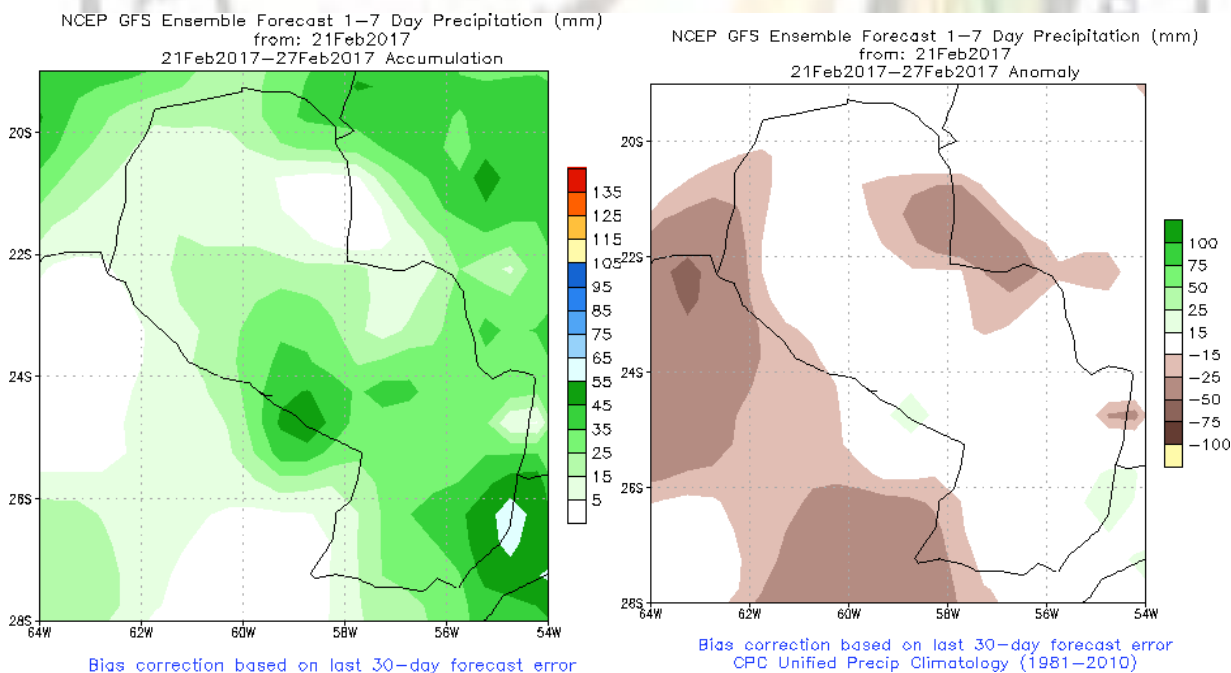 NCEP GFS Ensemble Forecast 1-7 Day Precipitation (mm)
from: 21Feb2017
21Feb2017-27Feb2017 Accumulation
20S
22S
24S
26S
28S
64W
62W
60W
58W
56W
54W
135
125
115
105
95
85
75
65
55
45
35
25
15
5
Bias correction based on last 30-day forecast error
NCEP GFS Ensemble Forecast 1-7 Day Precipitation (mm)
from: 21Feb2017
21Feb2017-27Feb2017 Anomaly
20S
22S
24S
26S
28S
64W
62W
60W
58W
56W
54W
100
75
50
25
15
-15
-25
-50
-75
-100
Bias correction based on last 30-day forecast error
CPC Unified Precip Climatology (1981-2010)